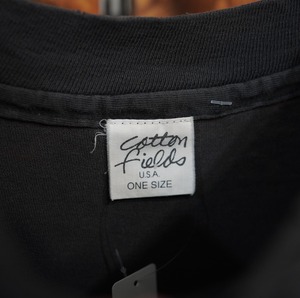 Cotton
Fields
U.S.A.
ONE SIZE